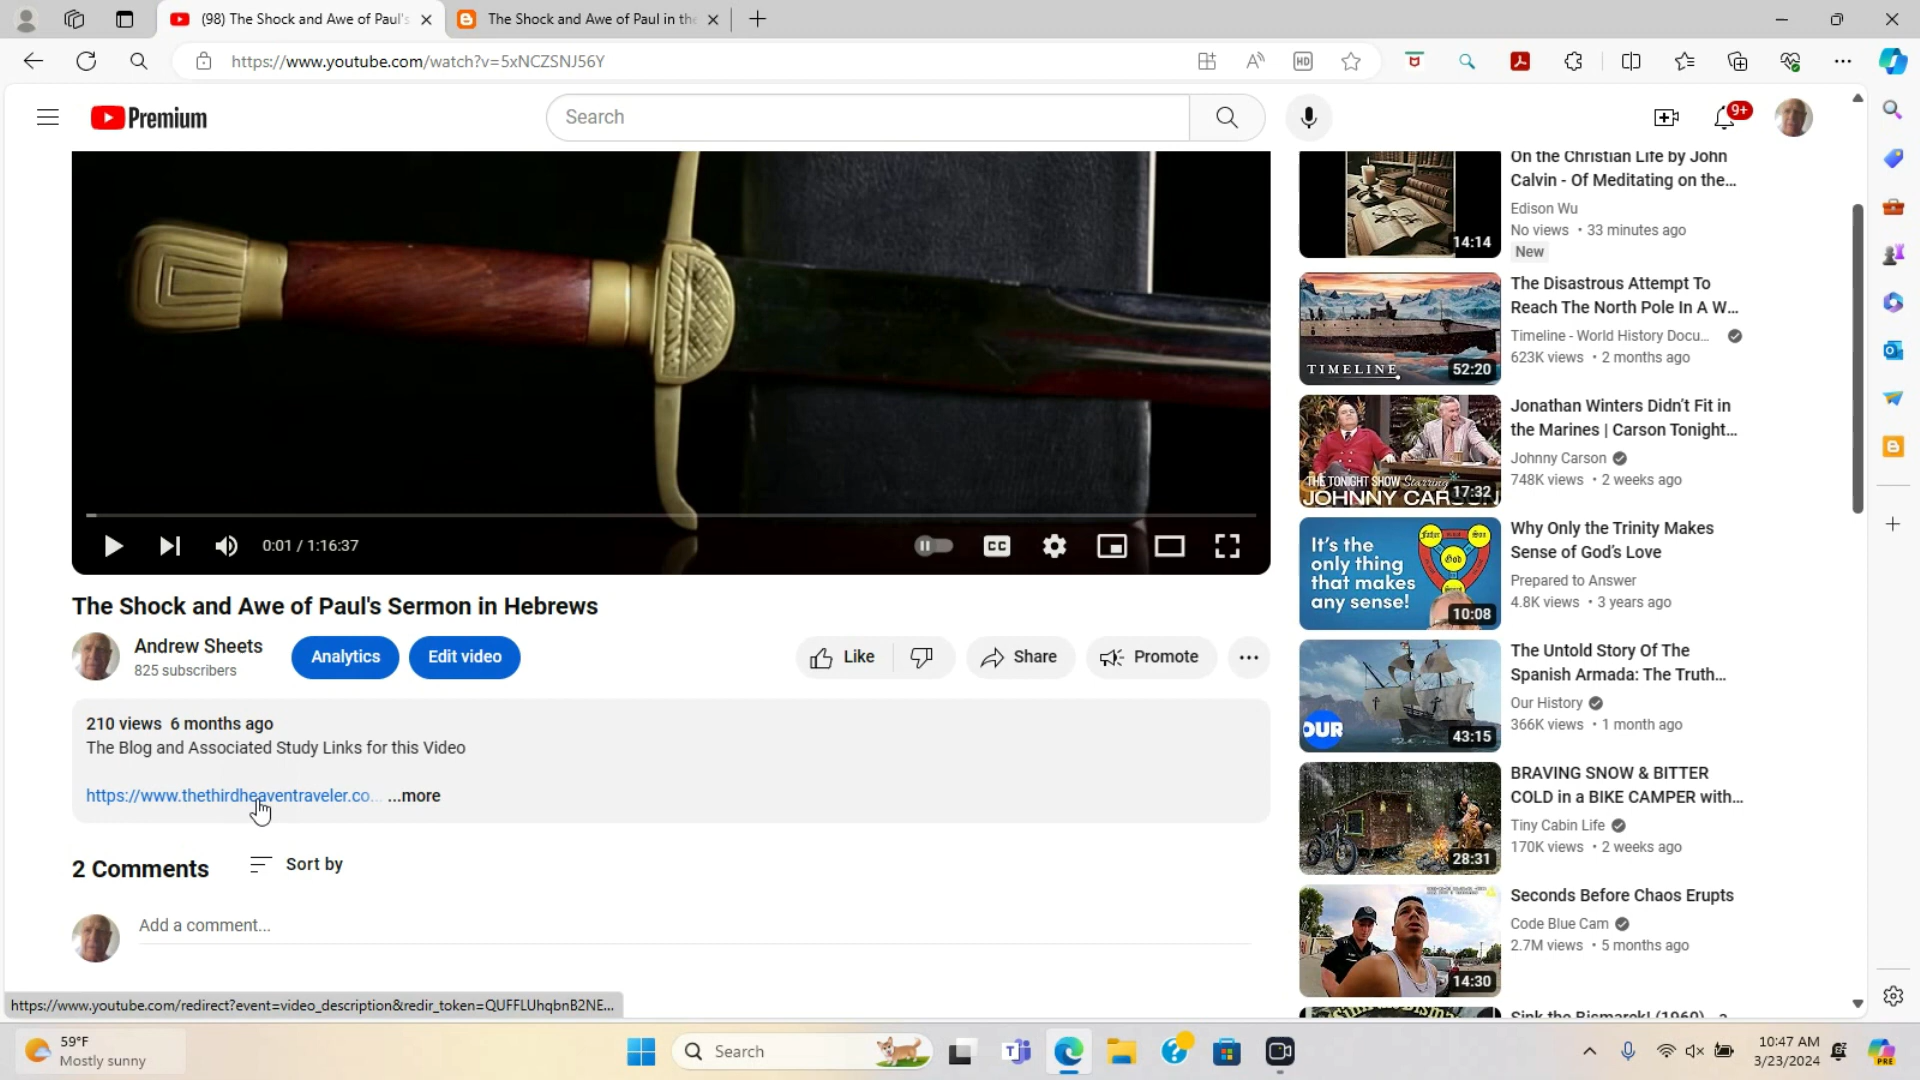 (98) The Shock and Awe of Paul's
The Shock and Awe of Paul in the
https://www.youtube.com/watch?v=5xNCZSNJ56Y
HD
Premium
Search
9+
14:14
On the Christian Life by John
Calvin - Of Meditating on the...
Edison Wu
No views • 33 minutes ago
New
TIMELINE
52:20
The Disastrous Attempt To
Reach The North Pole In A W...
Timeline - World History Docu...
623K views • 2 months ago
THE TONIGHT SHOW Starring
JOHNNY CARSON
17:32
Jonathan Winters Didn't Fit in
the Marines | Carson Tonight...
Johnny Carson
748K views • 2 weeks ago
It's the
only thing
that makes
any sense!
Father
Son
God
10:08
Why Only the Trinity Makes
Sense of God's Love
Prepared to Answer
4.8K views • 3 years ago
OUR
43:15
The Untold Story Of The
Spanish Armada: The Truth...
Our History
366K views • 1 month ago
28:31
BRAVING SNOW & BITTER
COLD in a BIKE CAMPER with...
Tiny Cabin Life
170K views • 2 weeks ago
14:30
Seconds Before Chaos Erupts
Code Blue Cam
2.7M views • 5 months ago
Sink the Bismarck! (1960) - a
0:01 / 1:16:37
CC
The Shock and Awe of Paul's Sermon in Hebrews
Andrew Sheets
825 subscribers
Analytics
Edit video
Like
Share
Promote
210 views 6 months ago
The Blog and Associated Study Links for this Video
https://www.thethirdheaventraveler.co... ...more
2 Comments
Sort by
Add a comment...
https://www.youtube.com/redirect?event=video_description&redir_token=QUFFLUhqbnB2NE...
59°F
Mostly sunny
Search
10:47 AM
3/23/2024
PRE